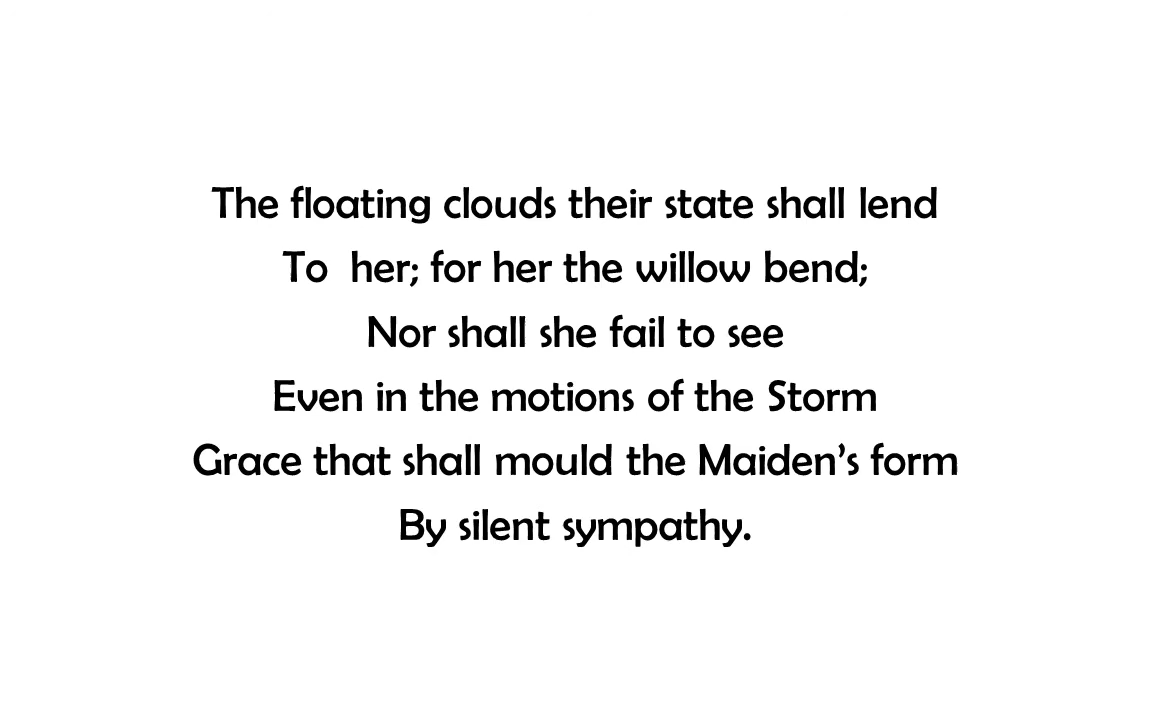 The floating clouds their state shall lend
To  her; for her the willow bend;
Nor shall she fail to see
Even in the motions of the Storm
Grace that shall mould the Maiden’s form
By silent sympathy.